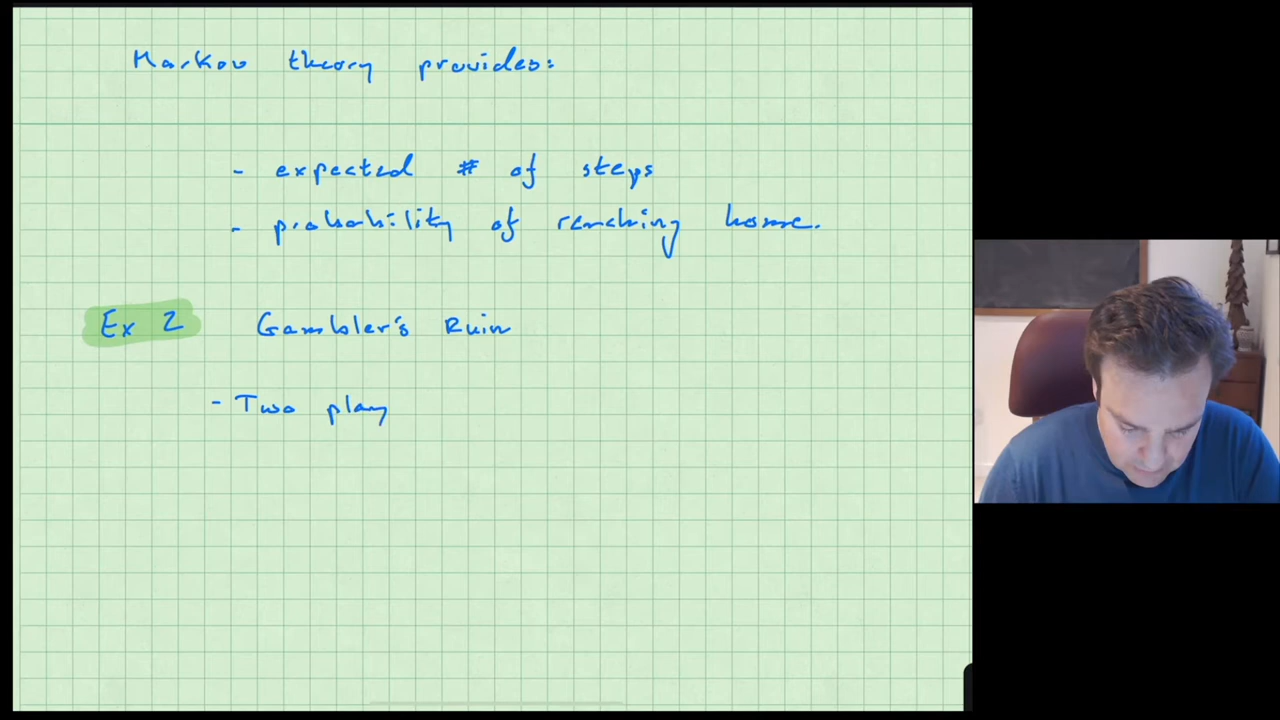 Markov theory provides:
- expected # of steps
- probability of reaching home.
Ex 2 Gambler's Ruin
- Two play